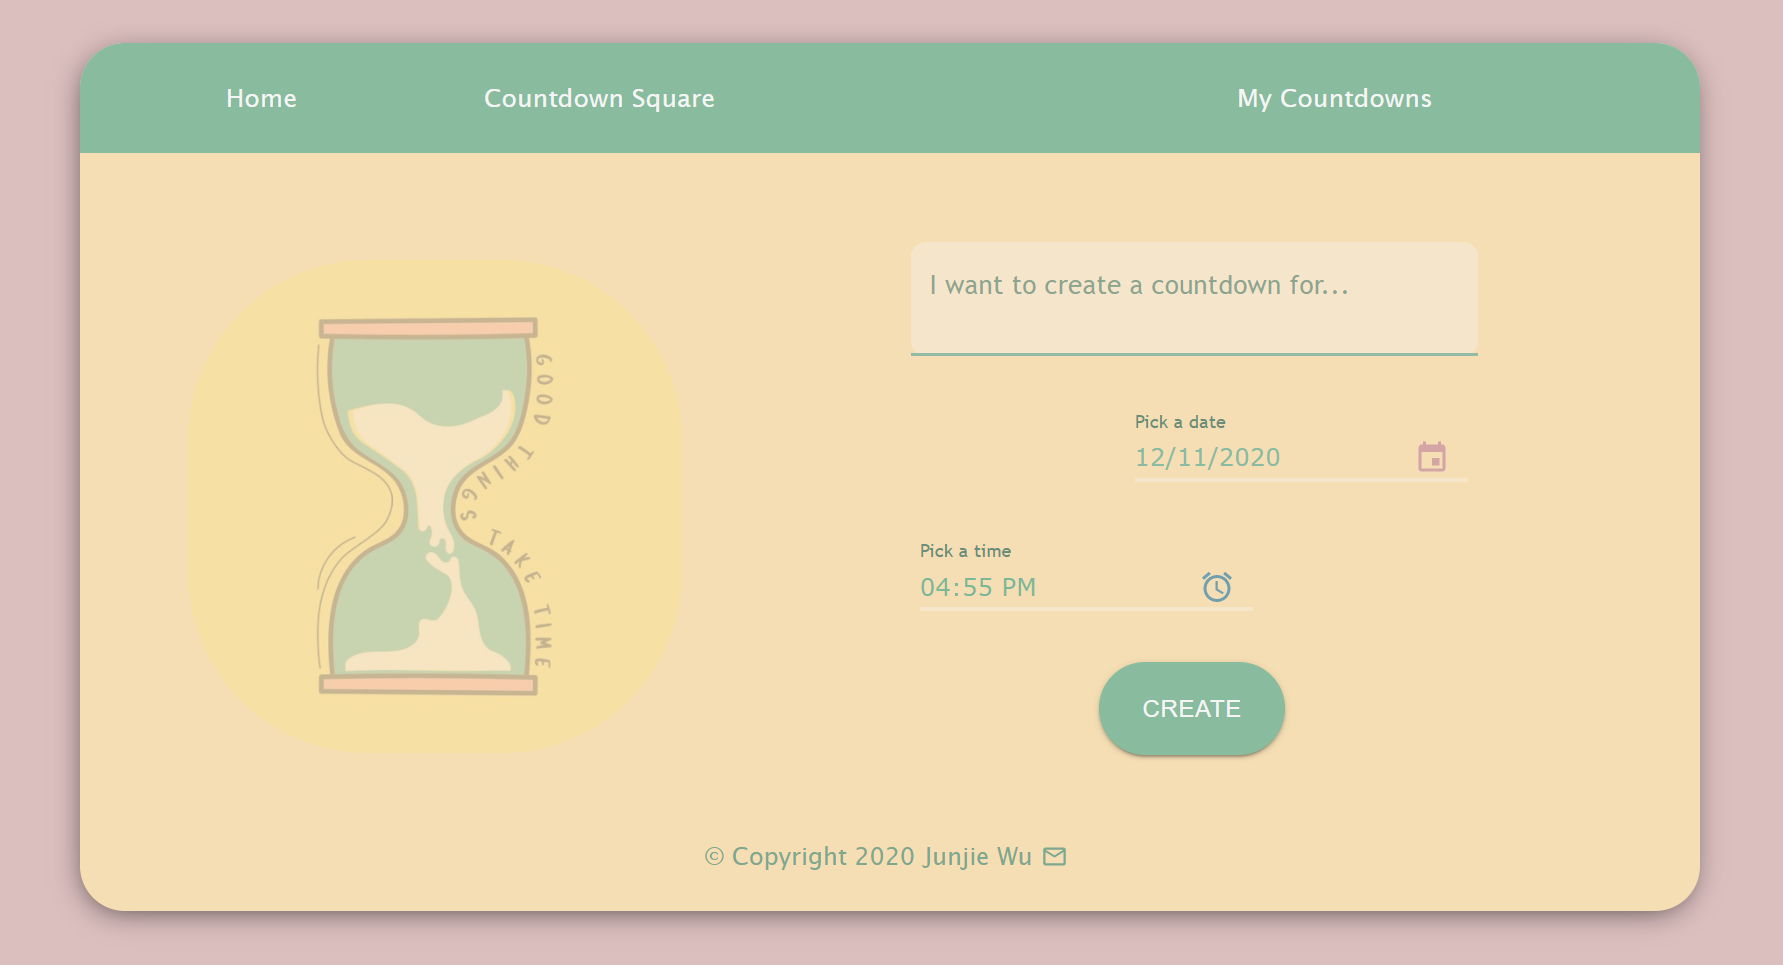 Home
Countdown Square
My Countdowns
GOOD THINGS TAKE TIME
I want to create a countdown for...
Pick a date
12/11/2020
Pick a time
04:55 PM
CREATE
© Copyright 2020 Junjie Wu